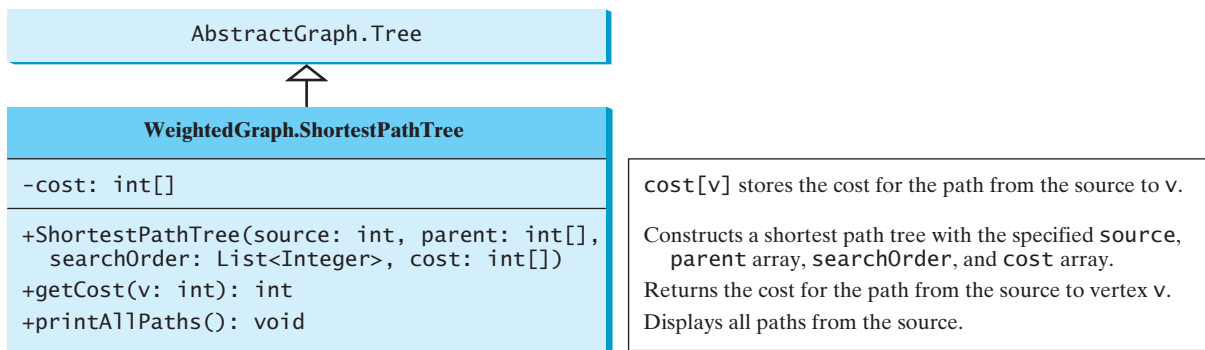 AbstractGraph.Tree
WeightedGraph.ShortestPathTree
-cost: int[]
cost[v] stores the cost for the path from the source to v.
+ShortestPathTree(source: int, parent: int[],
searchOrder: List<Integer>, cost: int[])
Constructs a shortest path tree with the specified source,
parent array, searchOrder, and cost array.
+getCost(v: int): int
Returns the cost for the path from the source to vertex v.
+printAllPaths(): void
Displays all paths from the source.